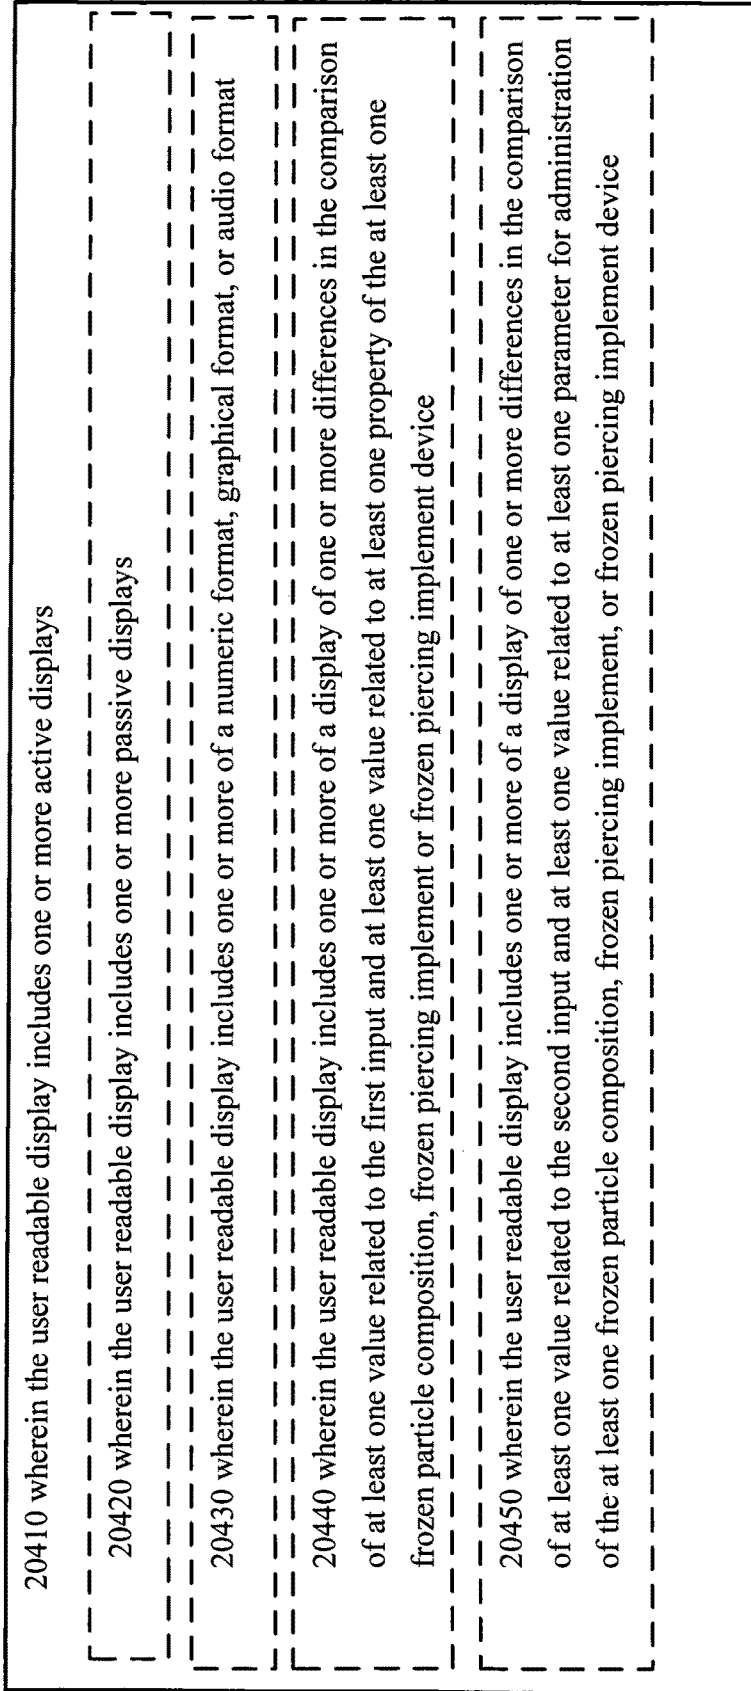 20410 wherein the user readable display includes one or more active displays
20420 wherein the user readable display includes one or more passive displays
20430 wherein the user readable display includes one or more of a numeric format, graphical format, or audio format
20440 wherein the user readable display includes one or more of a display of one or more differences in the comparison
of at least one value related to the first input and at least one value related to at least one property of the at least one
frozen particle composition, frozen piercing implement or frozen piercing implement device
20450 wherein the user readable display includes one or more of a display of one or more differences in the comparison
of at least one value related to the second input and at least one value related to at least one parameter for administration
of the at least one frozen particle composition, frozen piercing implement, or frozen piercing implement device